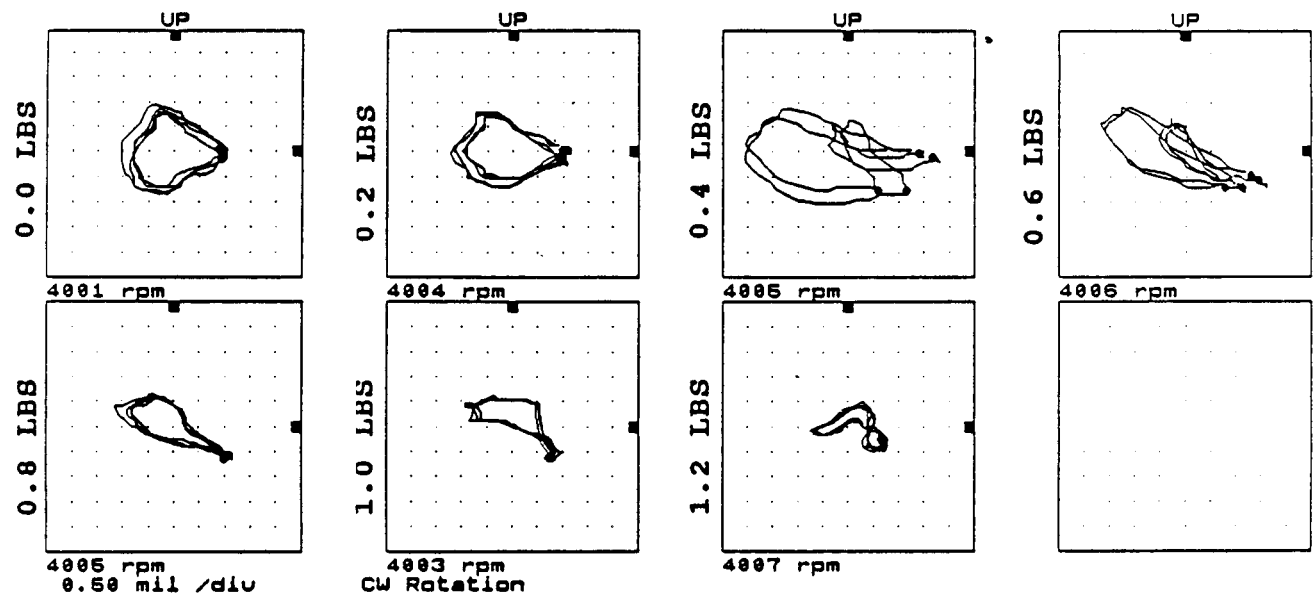 UP
UP
UP
UP
0.0 LBS
0.2 LBS
0.4 LBS
0.6 LBS
4001 rpm
4004 rpm
4005 rpm
4006 rpm
0.8 LBS
1.0 LBS
1.2 LBS
4005 rpm
4003 rpm
4007 rpm
0.50 mil /div
CW Rotation